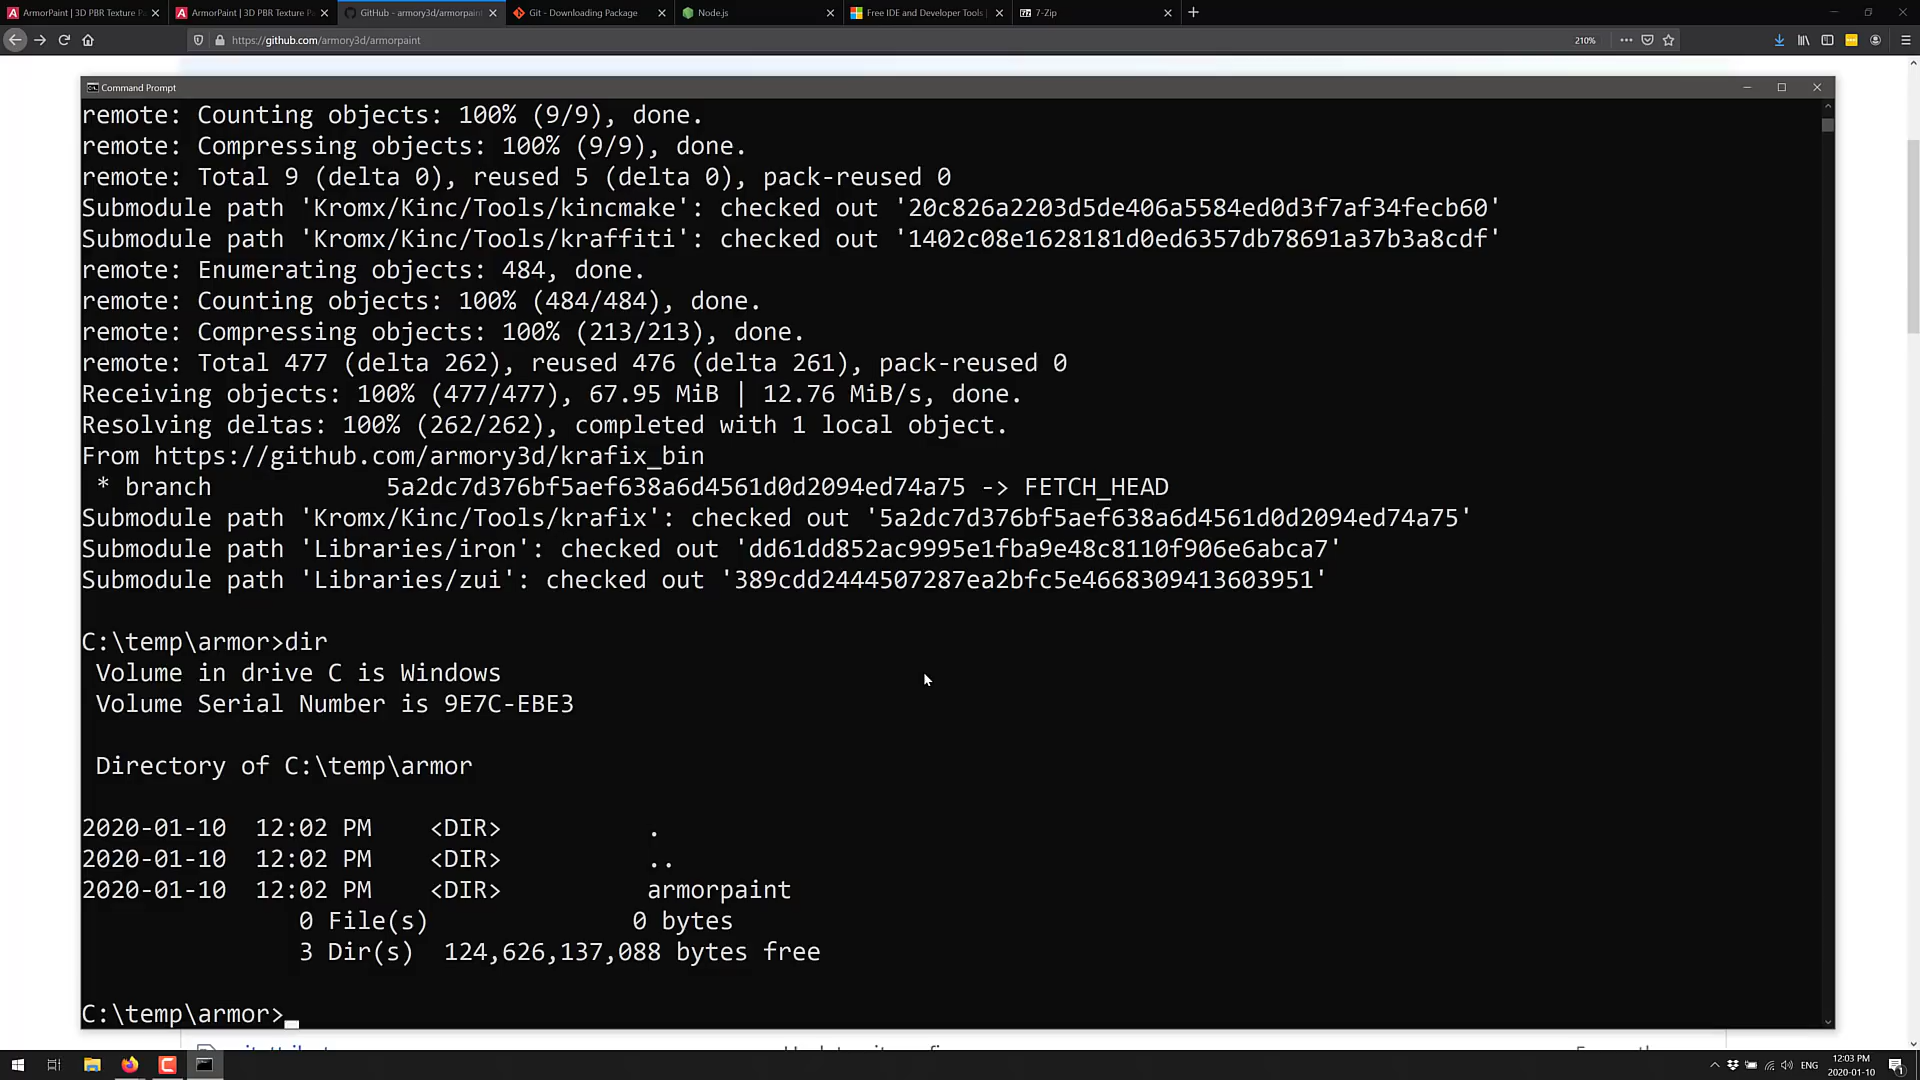 ArmorPaint | 3D PBR Texture Pa
ArmorPaint | 3D PBR Texture P
GitHub - armory3d/armorpaint
Git - Downloading Package
Node.js
Free IDE and Developer Tools |
7-Zip
https://github.com/armory3d/armorpaint
210%
Command Prompt
remote: Counting objects: 100% (9/9), done.
remote: Compressing objects: 100% (9/9), done.
remote: Total 9 (delta 0), reused 5 (delta 0), pack-reused 0
Submodule path 'Kromx/Kinc/Tools/kincmake': checked out '20c826a2203d5de406a5584ed0d3f7af34fecb60'
Submodule path 'Kromx/Kinc/Tools/kraffiti': checked out '1402c08e1628181d0ed6357db78691a37b3a8cdf'
remote: Enumerating objects: 484, done.
remote: Counting objects: 100% (484/484), done.
remote: Compressing objects: 100% (213/213), done.
remote: Total 477 (delta 262), reused 476 (delta 261), pack-reused 0
Receiving objects: 100% (477/477), 67.95 MiB | 12.76 MiB/s, done.
Resolving deltas: 100% (262/262), completed with 1 local object.
From https://github.com/armory3d/krafix_bin
* branch 5a2dc7d376bf5aef638a6d4561d0d2094ed74a75 -> FETCH_HEAD
Submodule path 'Kromx/Kinc/Tools/krafix': checked out '5a2dc7d376bf5aef638a6d4561d0d2094ed74a75'
Submodule path 'Libraries/iron': checked out 'dd61dd852ac9995e1fba9e48c8110f906e6abca7'
Submodule path 'Libraries/zui': checked out '389cdd2444507287ea2bfc5e4668309413603951'
C:\temp\armor>dir
Volume in drive C is Windows
Volume Serial Number is 9E7C-EBE3
Directory of C:\temp\armor
2020-01-10 12:02 PM <DIR> .
2020-01-10 12:02 PM <DIR> ..
2020-01-10 12:02 PM <DIR> armorpaint
0 File(s) 0 bytes
3 Dir(s) 124,626,137,088 bytes free
C:\temp\armor>_
ENG
12:03 PM
2020-01-10